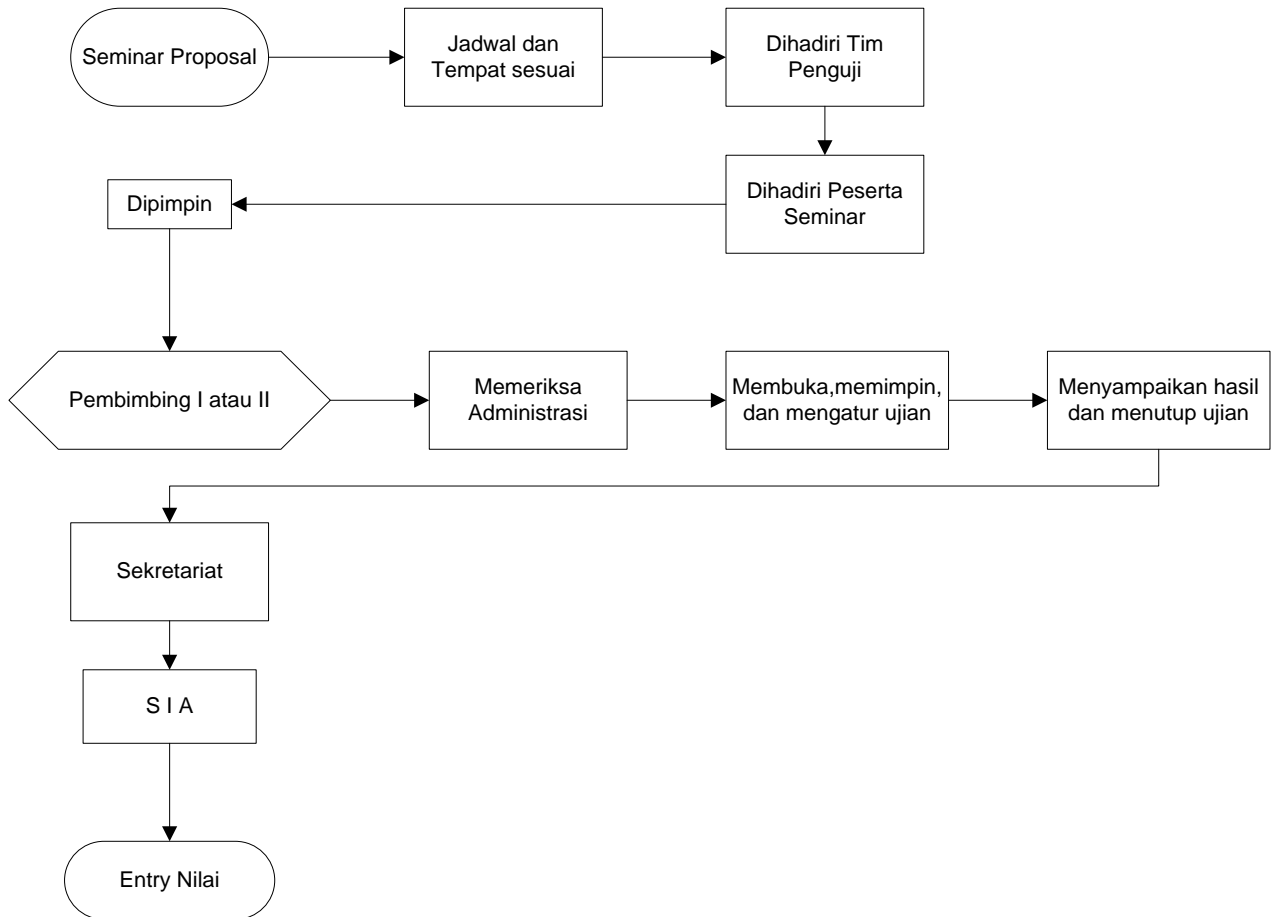 Seminar Proposal
Jadwal dan
Tempat sesuai
Dihadiri Tim
Penguji
Dihadiri Peserta
Seminar
Dipimpin
Pembimbing I atau II
Memeriksa
Administrasi
Membuka,memimpin,
dan mengatur ujian
Menyampaikan hasil
dan menutup ujian
Sekretariat
S I A
Entry Nilai